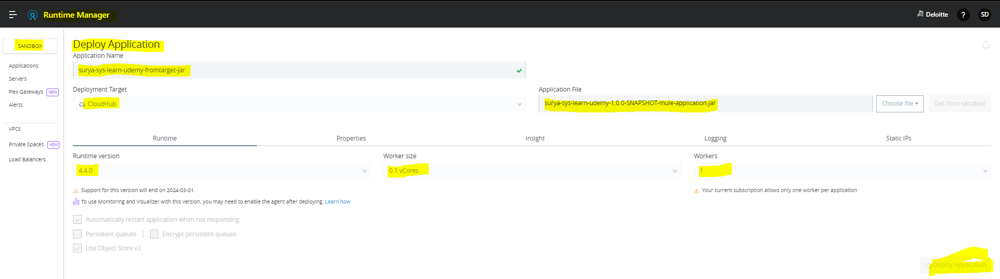 Runtime Manager
Deloitte
?
SD
SANDBOX
Applications
Servers
Flex Gateways NEW
Alerts
VPCs
Private Spaces NEW
Load Balancers
Deploy Application
Application Name
surya-sys-learn-udemy-fromtarget-jar
Deployment Target
CloudHub
Application File
surya-sys-learn-udemy-1.0.0-SNAPSHOT-mule-application.jar
Choose file
Get from sandbox
Runtime Properties Insight Logging Static IPs
Runtime version
4.4.0
Support for this version will end on 2024-03-01.
To use Monitoring and Visualizer with this version, you may need to enable the agent after deploying. Learn how
Worker size
0.1 vCores
Workers
1
Your current subscription allows only one worker per application
Automatically restart application when not responding
Persistent queues | Encrypt persistent queues
Use Object Store v2
Deploy Application